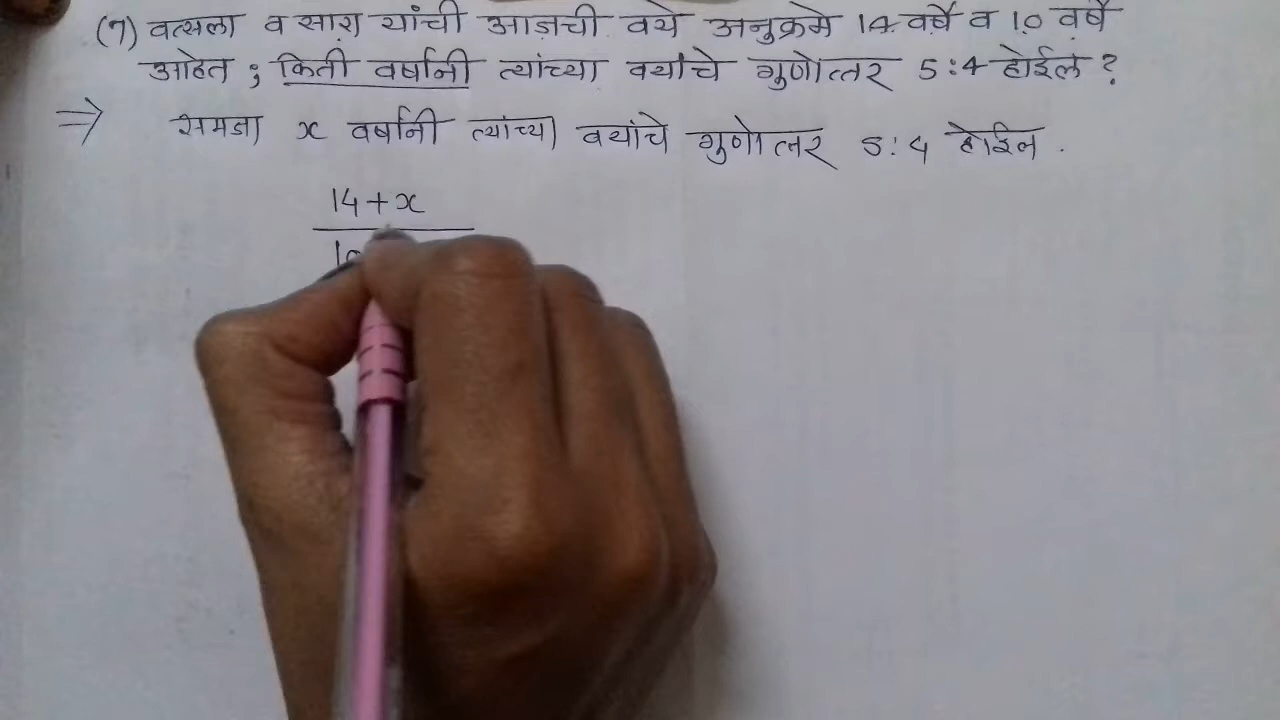 (7) वत्सला व सारा यांची आजची वये अनुक्रमे 14 वर्षे व 10 वर्षे
आहेत ; किती वर्षांनी त्यांच्या वयांचे गुणोत्तर 5:4 होईल ?
⇒ समजा x वर्षांनी त्यांच्या वयांचे गुणोत्तर 5:4 होईल .
14+x
10